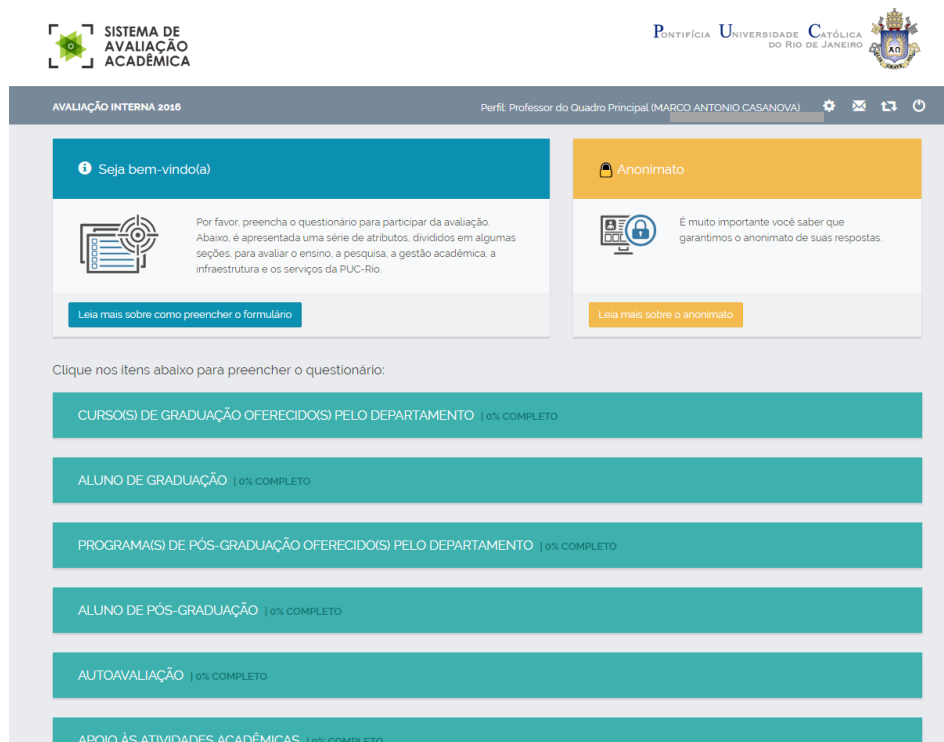 SISTEMA DE
AVALIAÇÃO
ACADÊMICA
PONTIFÍCIA UNIVERSIDADE CATÓLICA
DO RIO DE JANEIRO
AVALIAÇÃO INTERNA 2016
Perfil: Professor do Quadro Principal (MARCO ANTONIO CASANOVA)
Seja bem-vindo(a)
Por favor, preencha o questionário para participar da avaliação.
Abaixo, é apresentada uma série de atributos, divididos em algumas
seções, para avaliar o ensino, a pesquisa, a gestão acadêmica, a
infraestrutura e os serviços da PUC-Rio.
Leia mais sobre como preencher o formulário
Anonimato
É muito importante você saber que
garantimos o anonimato de suas respostas.
Leia mais sobre o anonimato
Clique nos itens abaixo para preencher o questionário:
CURSO(S) DE GRADUAÇÃO OFERECIDO(S) PELO DEPARTAMENTO | 0% COMPLETO
ALUNO DE GRADUAÇÃO | 0% COMPLETO
PROGRAMA(S) DE PÓS-GRADUAÇÃO OFERECIDO(S) PELO DEPARTAMENTO | 0% COMPLETO
ALUNO DE PÓS-GRADUAÇÃO | 0% COMPLETO
AUTOAVALIAÇÃO | 0% COMPLETO
APOIO ÀS ATIVIDADES ACADÊMICAS | 0% COMPLETO